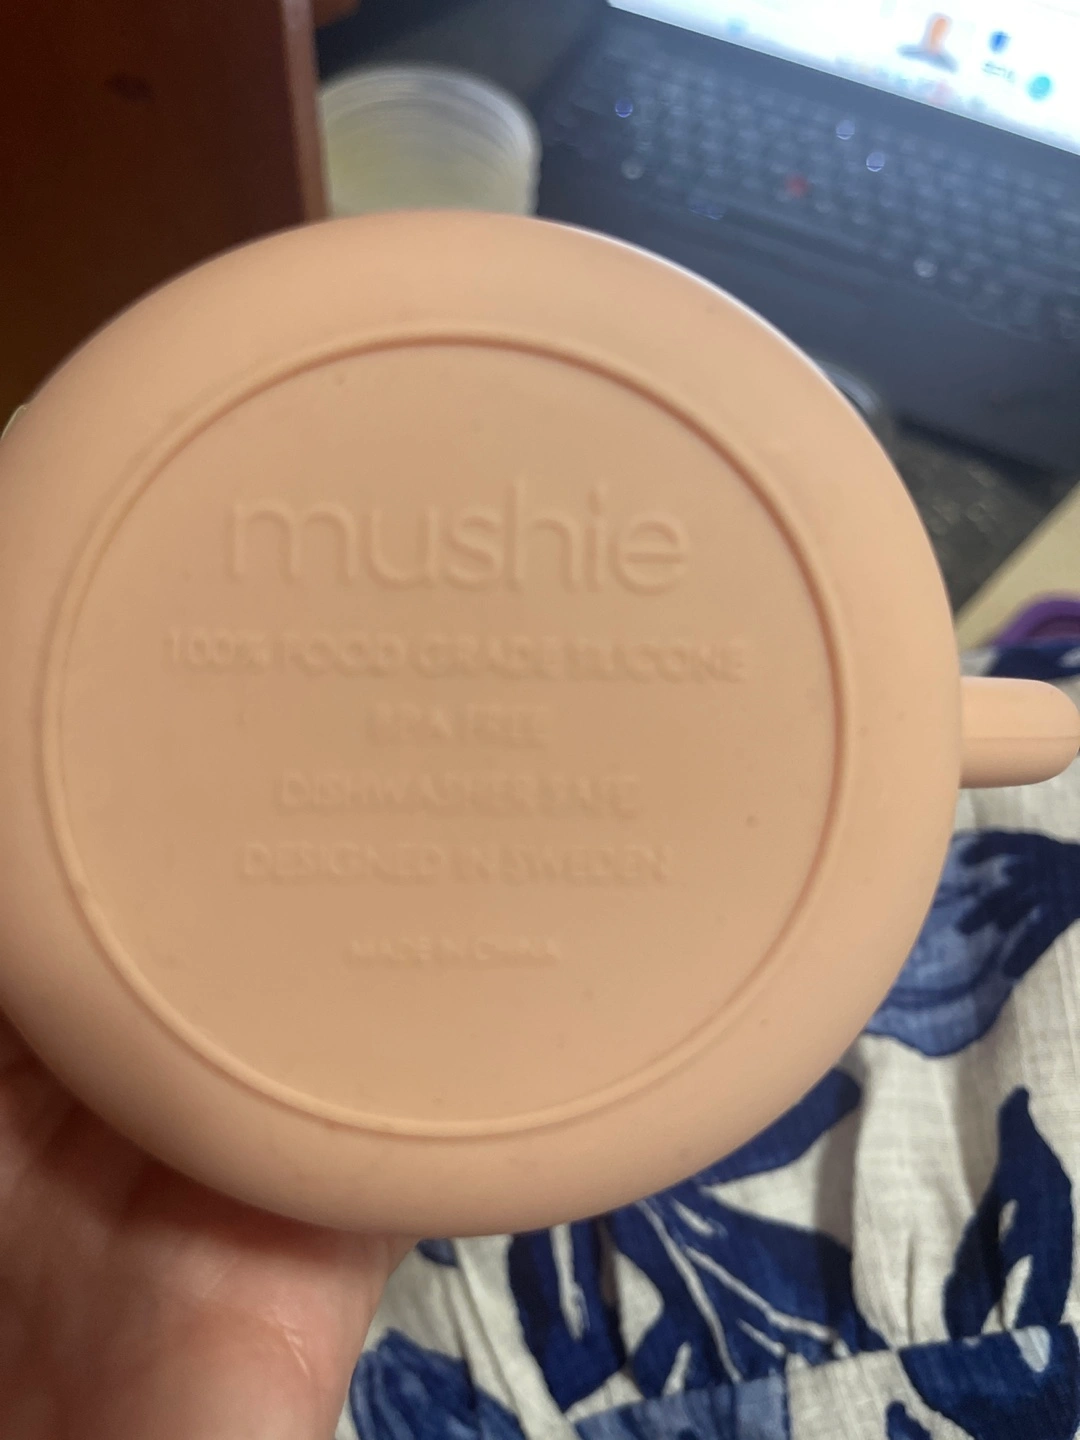 mushie
100% FOOD GRADE SILICONE
BPA FREE
DISHWASHER SAFE
DESIGNED IN SWEDEN
MADE IN CHINA